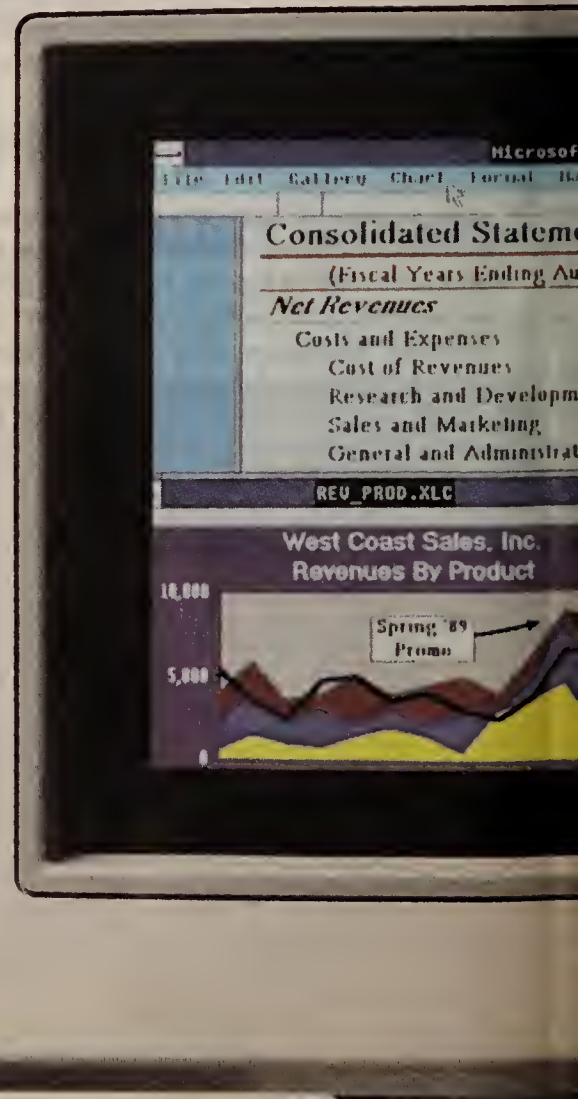 Microsof
File Edit Gallery Chart Format Ma
Consolidated Stateme
(Fiscal Years Ending Au
Net Revenues
Costs and Expenses
Cost of Revenues
Research and Developm
Sales and Marketing
General and Administrat
REV_PROD.XLC
West Coast Sales, Inc.
Revenues By Product
10,000
Spring '89
Promo
5,000
0